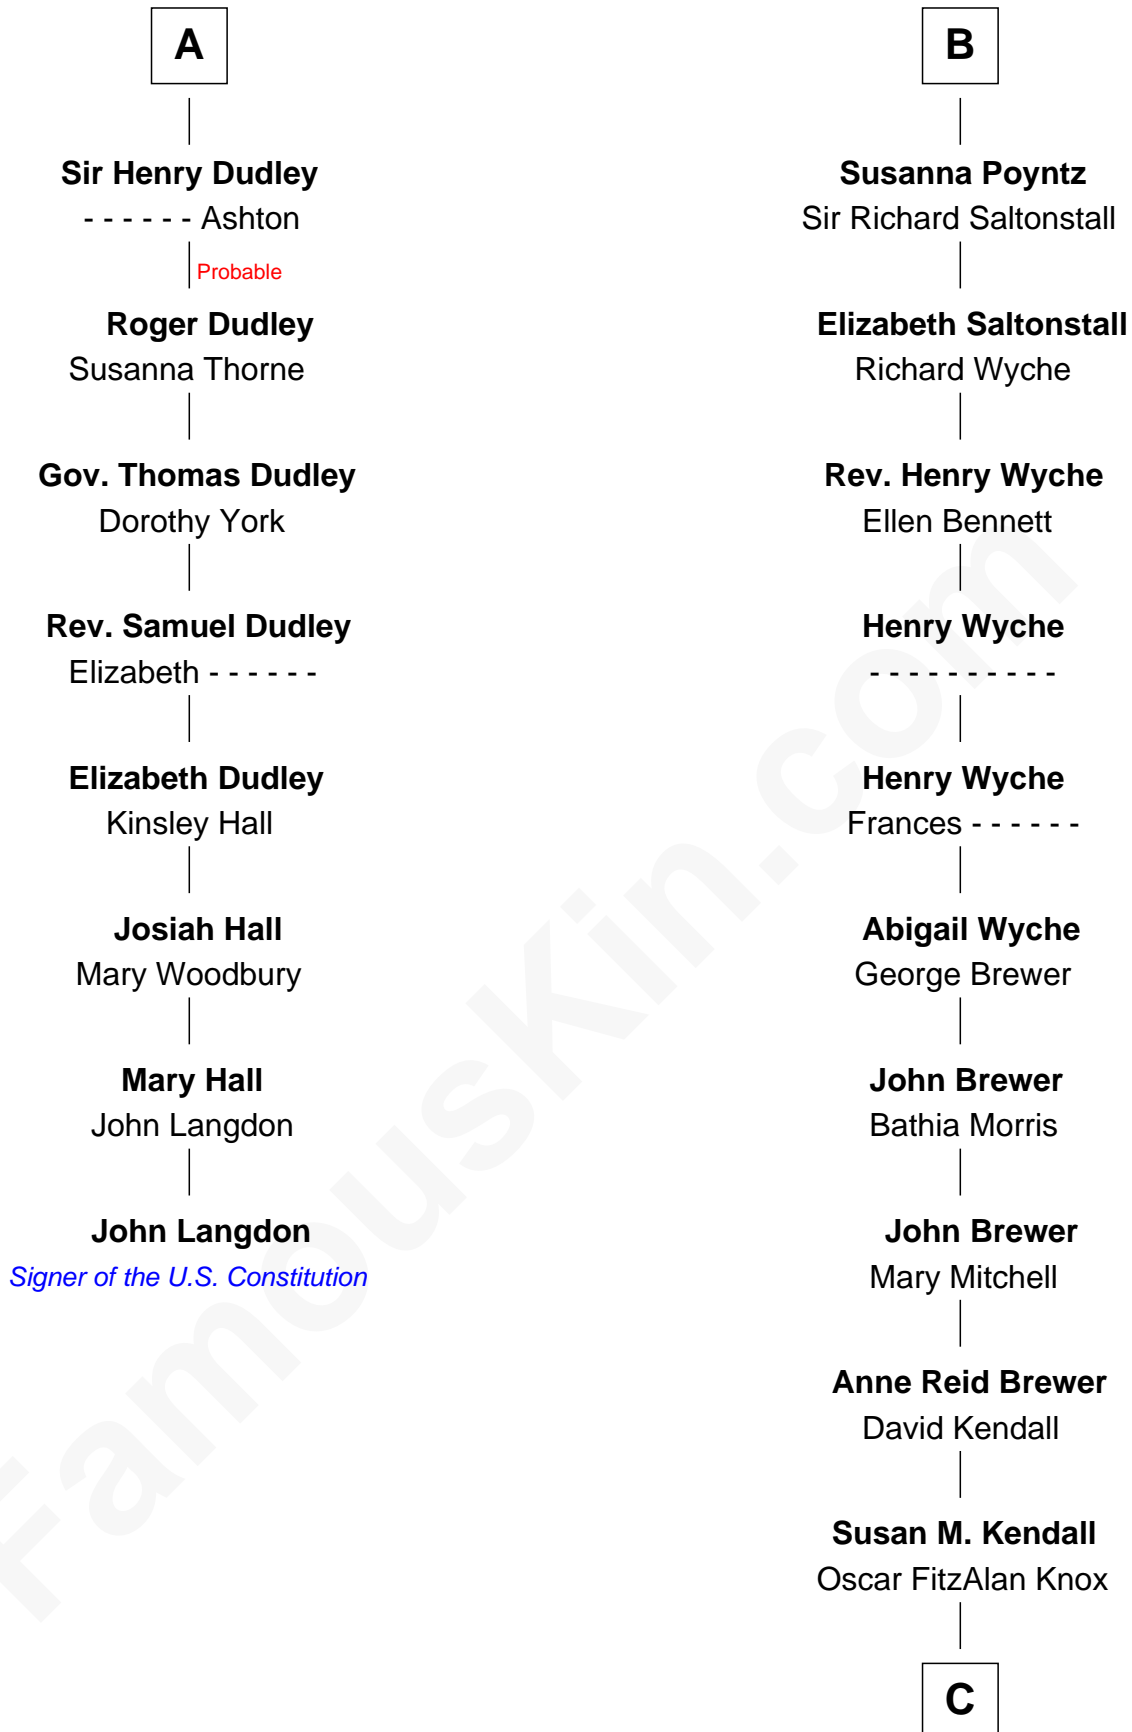 A
Sir Henry Dudley
- - - - - - Ashton
Probable
Roger Dudley
Susanna Thorne
Gov. Thomas Dudley
Dorothy York
Rev. Samuel Dudley
Elizabeth - - - - - -
Elizabeth Dudley
Kinsley Hall
Josiah Hall
Mary Woodbury
Mary Hall
John Langdon
John Langdon
Signer of the U.S. Constitution
B
Susanna Poyntz
Sir Richard Saltonstall
Elizabeth Saltonstall
Richard Wyche
Rev. Henry Wyche
Ellen Bennett
Henry Wyche
- - - - - - - - - -
Henry Wyche
Frances - - - - - -
Abigail Wyche
George Brewer
John Brewer
Bathia Morris
John Brewer
Mary Mitchell
Anne Reid Brewer
David Kendall
Susan M. Kendall
Oscar FitzAlan Knox
C
FamousKin.com